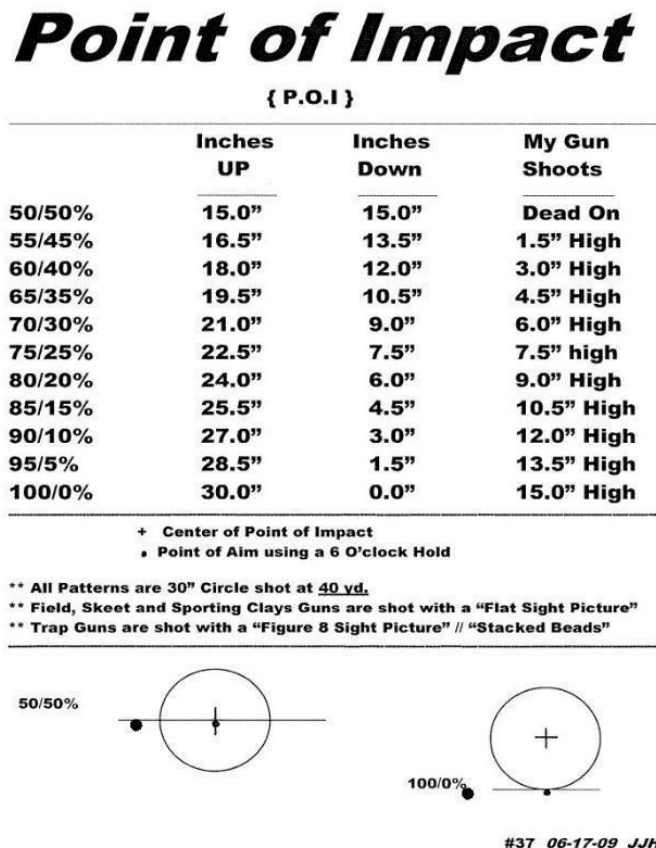 Point of Impact
{ P.O.I }
Inches UP Inches Down My Gun Shoots
50/50% 15.0” 15.0” Dead On
55/45% 16.5” 13.5” 1.5” High
60/40% 18.0” 12.0” 3.0” High
65/35% 19.5” 10.5” 4.5” High
70/30% 21.0” 9.0” 6.0” High
75/25% 22.5” 7.5” 7.5” high
80/20% 24.0” 6.0” 9.0” High
85/15% 25.5” 4.5” 10.5” High
90/10% 27.0” 3.0” 12.0” High
95/5% 28.5” 1.5” 13.5” High
100/0% 30.0” 0.0” 15.0” High
+ Center of Point of Impact
• Point of Aim using a 6 O’clock Hold
** All Patterns are 30” Circle shot at 40 yd.
** Field, Skeet and Sporting Clays Guns are shot with a “Flat Sight Picture”
** Trap Guns are shot with a “Figure 8 Sight Picture” // “Stacked Beads”
50/50%
100/0%
#37 06-17-09 JJH